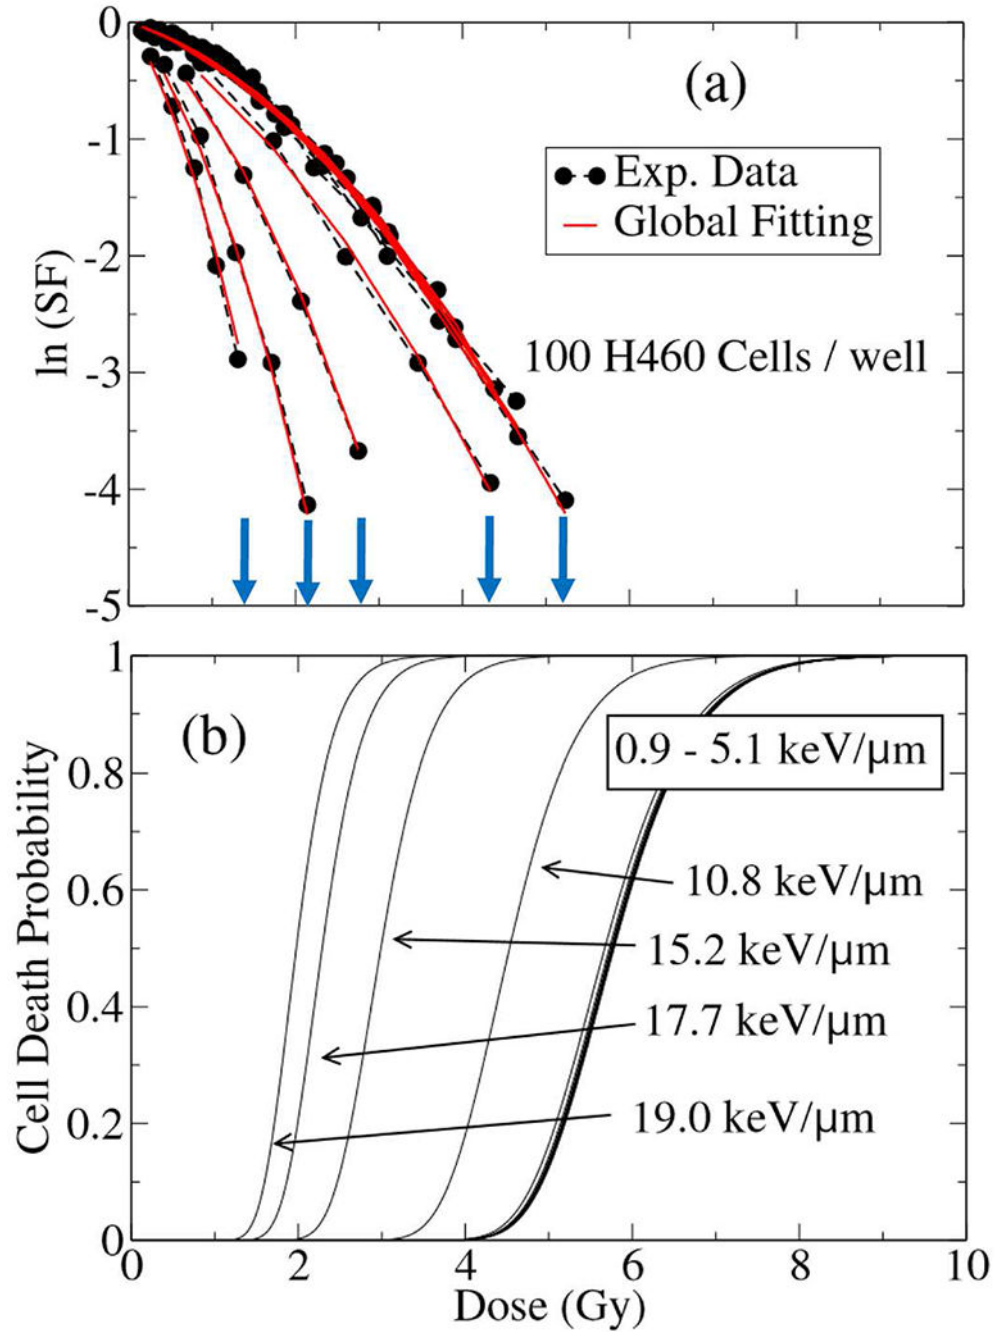 0
(a)
-1
Exp. Data
Global Fitting
-2
ln (SF)
100 H460 Cells / well
-3
-4
-5
1
(b)
0.9 - 5.1 keV/μm
0.8
10.8 keV/μm
0.6
15.2 keV/μm
17.7 keV/μm
0.4
Cell Death Probability
19.0 keV/μm
0.2
0
0 2 4 6 8 10
Dose (Gy)